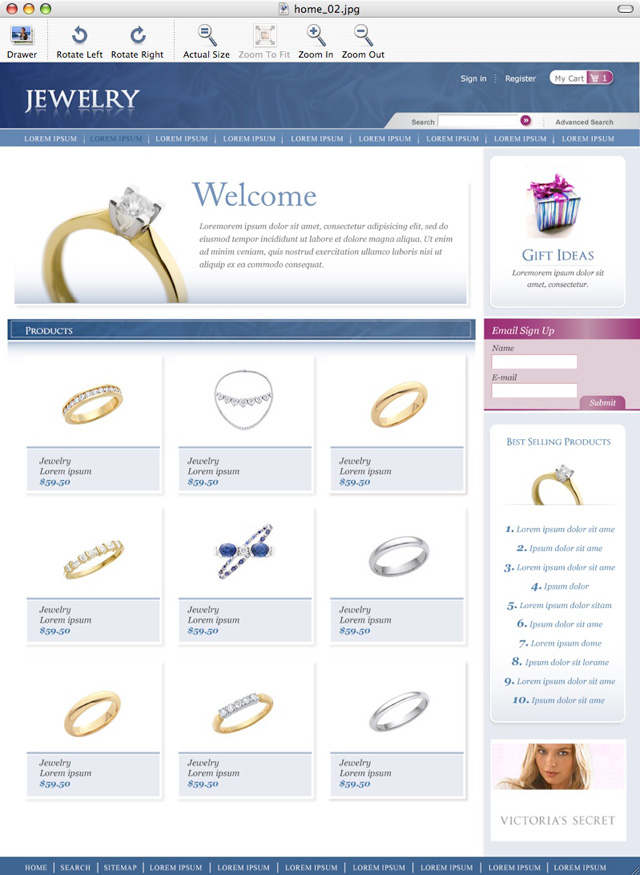 home_02.jpg
Drawer Rotate Left Rotate Right Actual Size Zoom To Fit Zoom In Zoom Out
Sign in Register My Cart 1
JEWELRY
Search Advanced Search
LOREM IPSUM LOREM IPSUM LOREM IPSUM LOREM IPSUM LOREM IPSUM LOREM IPSUM LOREM IPSUM LOREM IPSUM LOREM IPSUM
Welcome
Loremorem ipsum dolor sit amet, consectetur adipisicing elit, sed do
eiusmod tempor incididunt ut labore et dolore magna aliqua. Ut enim
ad minim veniam, quis nostrud exercitation ullamco laboris nisi ut
aliquip ex ea commodo consequat.
GIFT IDEAS
Loremorem ipsum dolor sit
amet, consectetur.
PRODUCTS
Jewelry
Lorem ipsum
$59.50
Jewelry
Lorem ipsum
$59.50
Jewelry
Lorem ipsum
$59.50
Jewelry
Lorem ipsum
$59.50
Jewelry
Lorem ipsum
$59.50
Jewelry
Lorem ipsum
$59.50
Jewelry
Lorem ipsum
$59.50
Jewelry
Lorem ipsum
$59.50
Jewelry
Lorem ipsum
$59.50
Email Sign Up
Name
E-mail
Submit
BEST SELLING PRODUCTS
1. Lorem ipsum dolor sit ame
2. Ipsum dolor sit ame
3. Lorem ipsum dolor sit ame
4. Ipsum dolor
5. Lorem ipsum dolor sitam
6. Ipsum dolor sit ame
7. Lorem ipsum dome
8. Ipsum dolor sit lorame
9. Lorem ipsum dolor sit ame
10. Ipsum dolor sit ame
VICTORIA'S SECRET
HOME SEARCH SITEMAP LOREM IPSUM LOREM IPSUM LOREM IPSUM LOREM IPSUM LOREM IPSUM LOREM IPSUM LOREM IPSUM